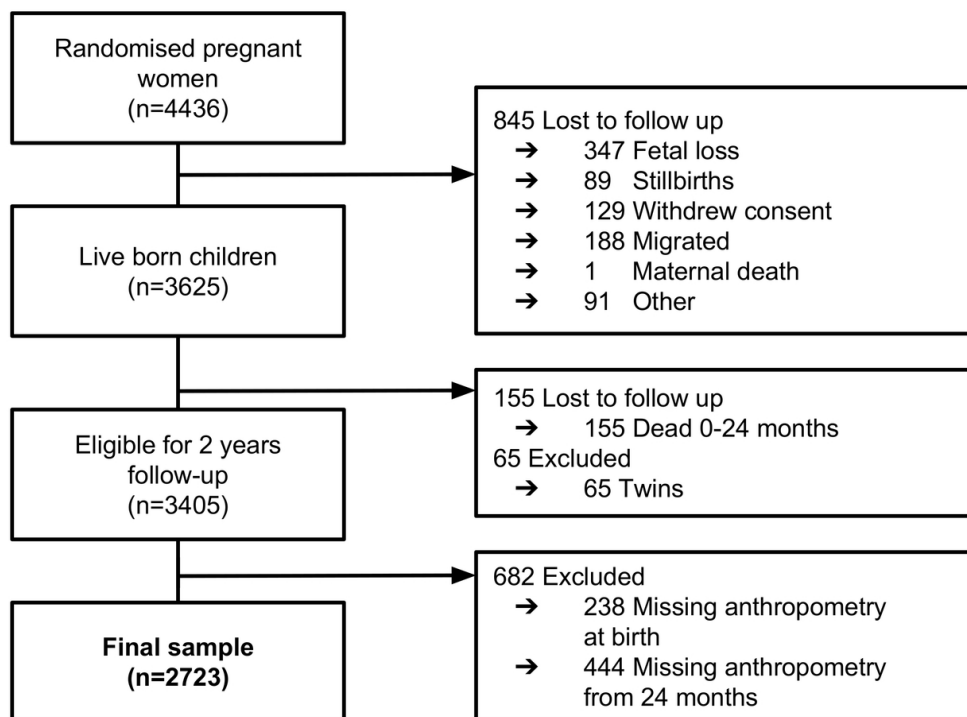 Randomised pregnant
women
(n=4436)
845 Lost to follow up
➔ 347 Fetal loss
➔ 89 Stillbirths
➔ 129 Withdrew consent
➔ 188 Migrated
➔ 1 Maternal death
➔ 91 Other
Live born children
(n=3625)
155 Lost to follow up
➔ 155 Dead 0-24 months
65 Excluded
➔ 65 Twins
Eligible for 2 years
follow-up
(n=3405)
682 Excluded
➔ 238 Missing anthropometry
at birth
➔ 444 Missing anthropometry
from 24 months
Final sample
(n=2723)